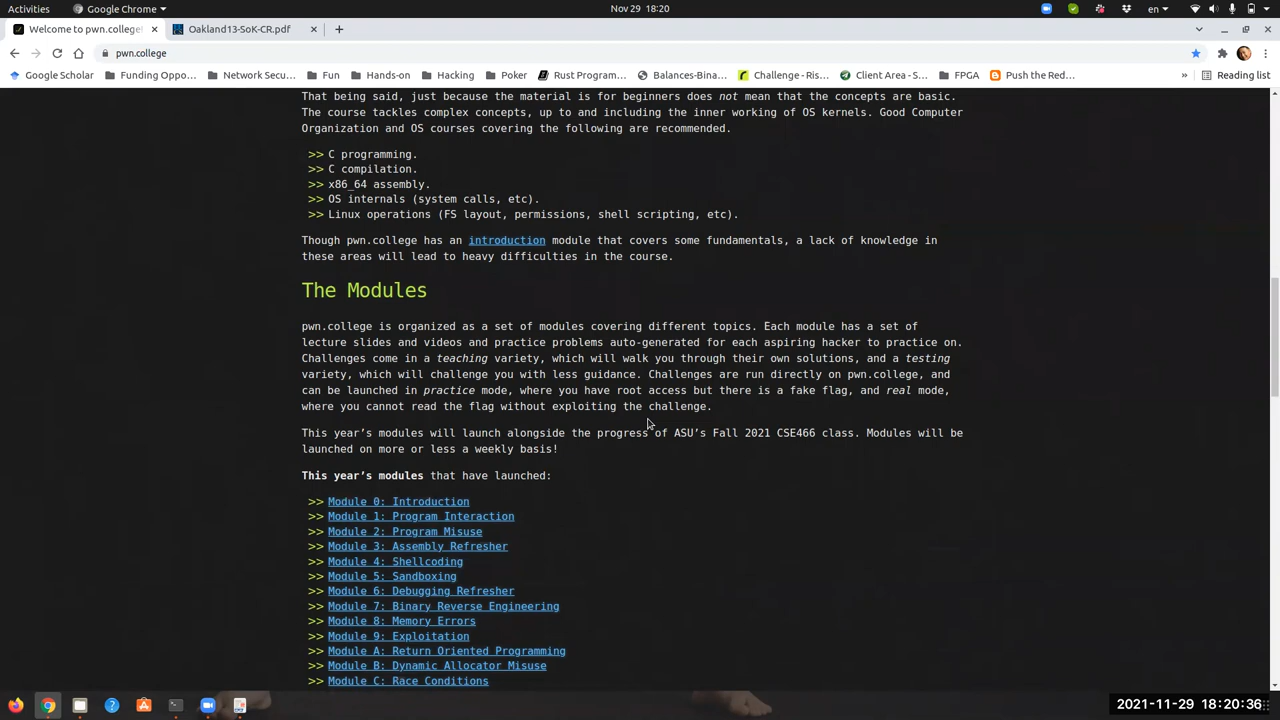 Activities
Google Chrome
Nov 29  18:20
en
Welcome to pwn.college!
Oakland13-SoK-CR.pdf
pwn.college
Google Scholar
Funding Oppo...
Network Secu...
Fun
Hands-on
Hacking
Poker
Rust Program...
Balances-Bina...
Challenge - Ris...
Client Area - S...
FPGA
Push the Red...
»
Reading list
That being said, just because the material is for beginners does not mean that the concepts are basic.
The course tackles complex concepts, up to and including the inner working of OS kernels. Good Computer
Organization and OS courses covering the following are recommended.
>> C programming.
>> C compilation.
>> x86_64 assembly.
>> OS internals (system calls, etc).
>> Linux operations (FS layout, permissions, shell scripting, etc).
Though pwn.college has an introduction module that covers some fundamentals, a lack of knowledge in
these areas will lead to heavy difficulties in the course.
The Modules
pwn.college is organized as a set of modules covering different topics. Each module has a set of
lecture slides and videos and practice problems auto-generated for each aspiring hacker to practice on.
Challenges come in a teaching variety, which will walk you through their own solutions, and a testing
variety, which will challenge you with less guidance. Challenges are run directly on pwn.college, and
can be launched in practice mode, where you have root access but there is a fake flag, and real mode,
where you cannot read the flag without exploiting the challenge.
This year's modules will launch alongside the progress of ASU's Fall 2021 CSE466 class. Modules will be
launched on more or less a weekly basis!
This year's modules that have launched:
>> Module 0: Introduction
>> Module 1: Program Interaction
>> Module 2: Program Misuse
>> Module 3: Assembly Refresher
>> Module 4: Shellcoding
>> Module 5: Sandboxing
>> Module 6: Debugging Refresher
>> Module 7: Binary Reverse Engineering
>> Module 8: Memory Errors
>> Module 9: Exploitation
>> Module A: Return Oriented Programming
>> Module B: Dynamic Allocator Misuse
>> Module C: Race Conditions
2021-11-29 18:20:36